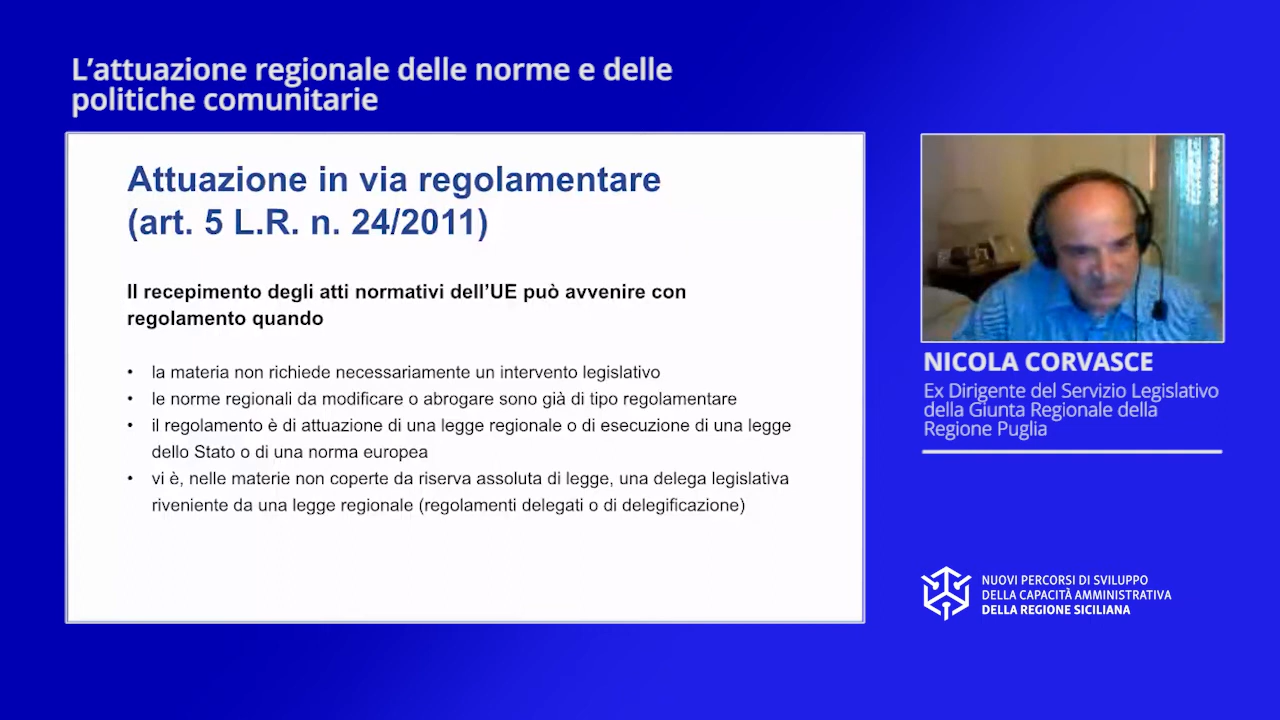 L'attuazione regionale delle norme e delle
politiche comunitarie
Attuazione in via regolamentare
(art. 5 L.R. n. 24/2011)
Il recepimento degli atti normativi dell'UE può avvenire con
regolamento quando
• la materia non richiede necessariamente un intervento legislativo
• le norme regionali da modificare o abrogare sono già di tipo regolamentare
• il regolamento è di attuazione di una legge regionale o di esecuzione di una legge
dello Stato o di una norma europea
• vi è, nelle materie non coperte da riserva assoluta di legge, una delega legislativa
riveniente da una legge regionale (regolamenti delegati o di delegificazione)
NICOLA CORVASCE
Ex Dirigente del Servizio Legislativo
della Giunta Regionale della
Regione Puglia
NUOVI PERCORSI DI SVILUPPO
DELLA CAPACITÀ AMMINISTRATIVA
DELLA REGIONE SICILIANA